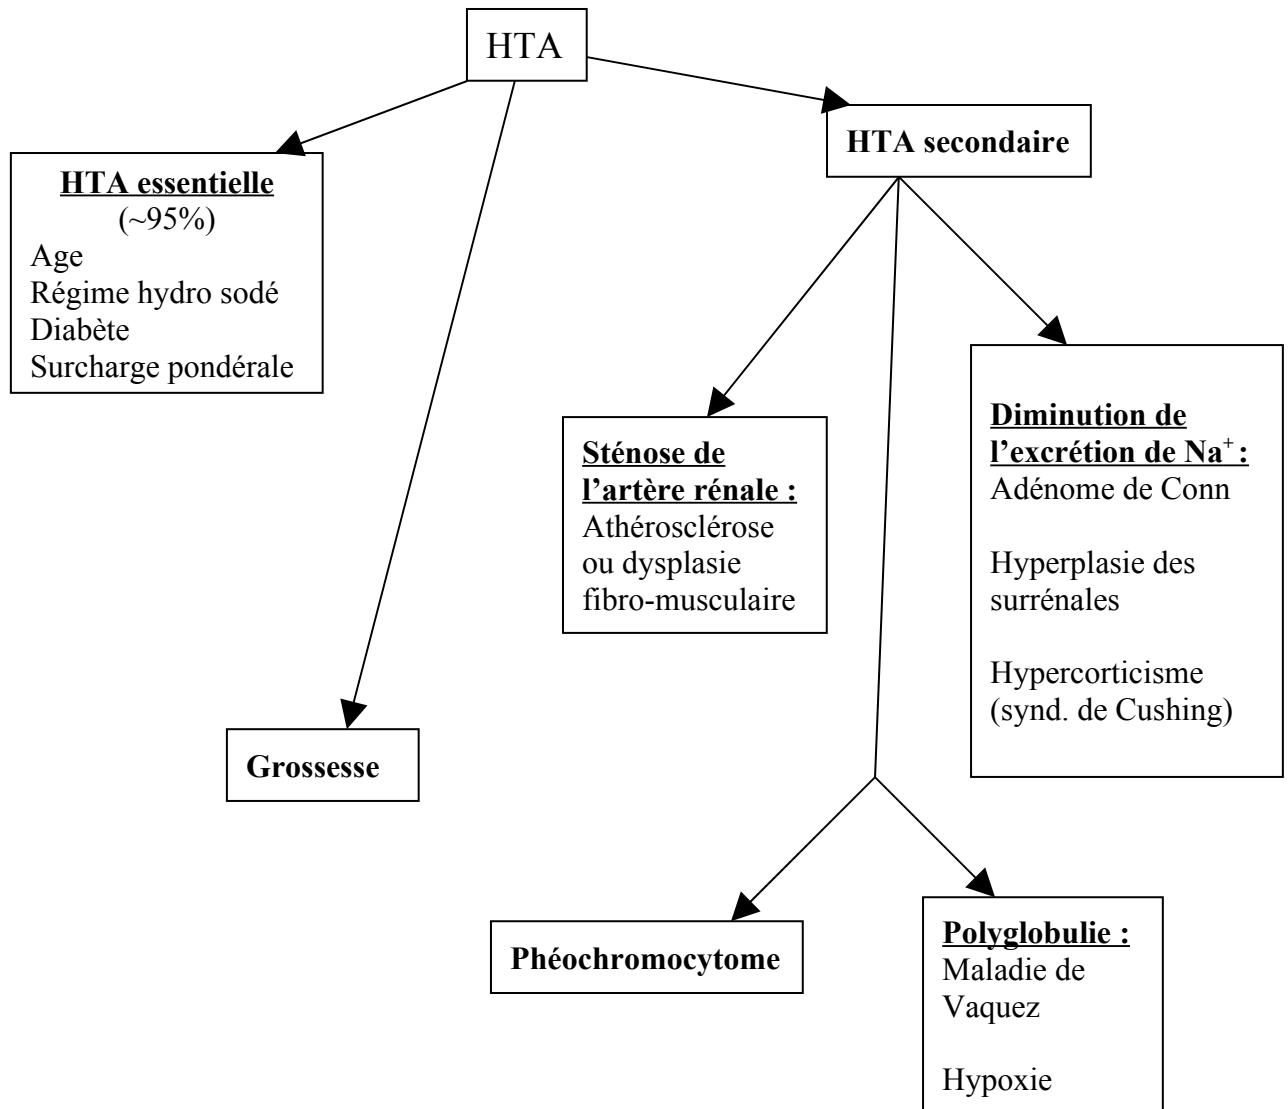 HTA
HTA secondaire
HTA essentielle
(~95%)
Age
Régime hydro sodé
Diabète
Surcharge pondérale
Sténose de
l’artère rénale :
Athérosclérose
ou dysplasie
fibro-musculaire
Diminution de
l’excrétion de Na⁺ :
Adénome de Conn
Hyperplasie des
surrénales
Hypercorticisme
(synd. de Cushing)
Grossesse
Phéochromocytome
Polyglobulie :
Maladie de
Vaquez
Hypoxie